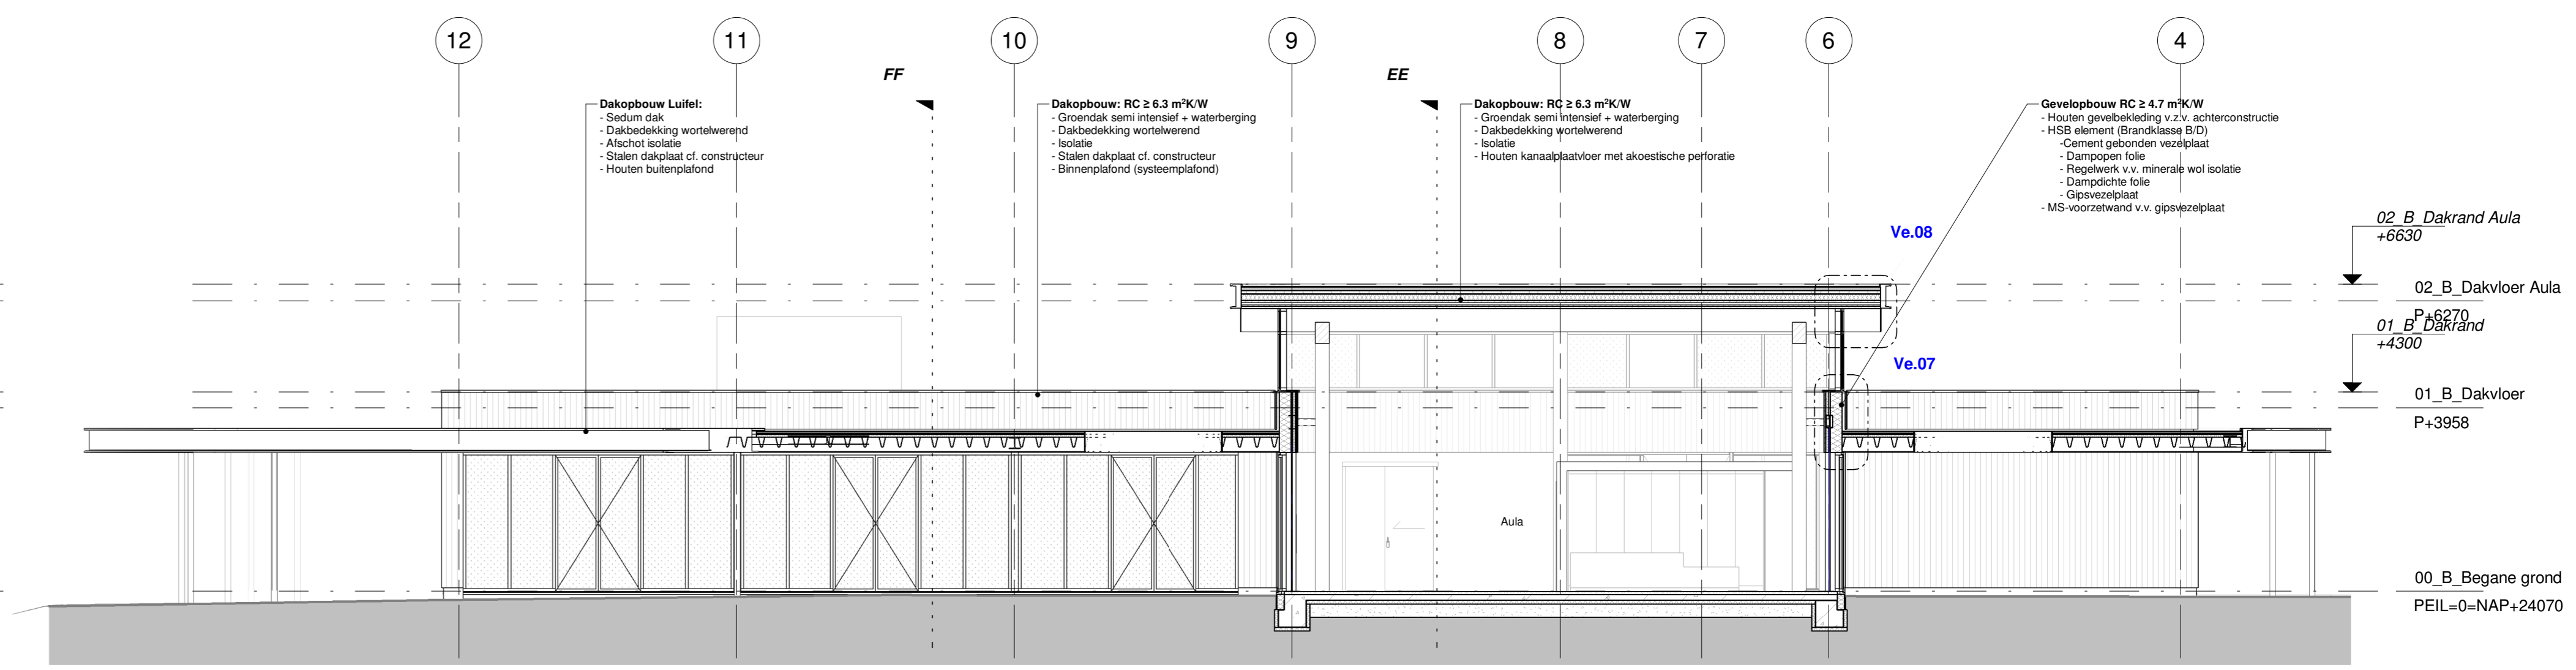 12
11
10
9
8
7
6
4
FF
EE
Dakopbouw Luifel:
- Sedum dak
- Dakbedekking wortelwerend
- Afschot isolatie
- Stalen dakplaat cf. constructeur
- Houten buitenplafond
Dakopbouw: RC ≥ 6.3 m²K/W
- Groendak semi intensief + waterberging
- Dakbedekking wortelwerend
- Isolatie
- Stalen dakplaat cf. constructeur
- Binnenplafond (systeemplafond)
Dakopbouw: RC ≥ 6.3 m²K/W
- Groendak semi intensief + waterberging
- Dakbedekking wortelwerend
- Isolatie
- Houten kanaalplaatvloer met akoestische perforatie
Gevelopbouw RC ≥ 4.7 m²K/W
- Houten gevelbekleding v.z.v. achterconstructie
- HSB element (Brandklasse B/D)
-Cement gebonden vezelplaat
- Dampopen folie
- Regelwerk v.v. minerale wol isolatie
- Dampdichte folie
- Gipsvezelplaat
- MS-voorzetwand v.v. gipsvezelplaat
Ve.08
Ve.07
02_B_Dakrand Aula
+6630
02_B_Dakvloer Aula
P+6270
01_B_Dakrand
+4300
01_B_Dakvloer
P+3958
Aula
00_B_Begane grond
PEIL=0=NAP+24070